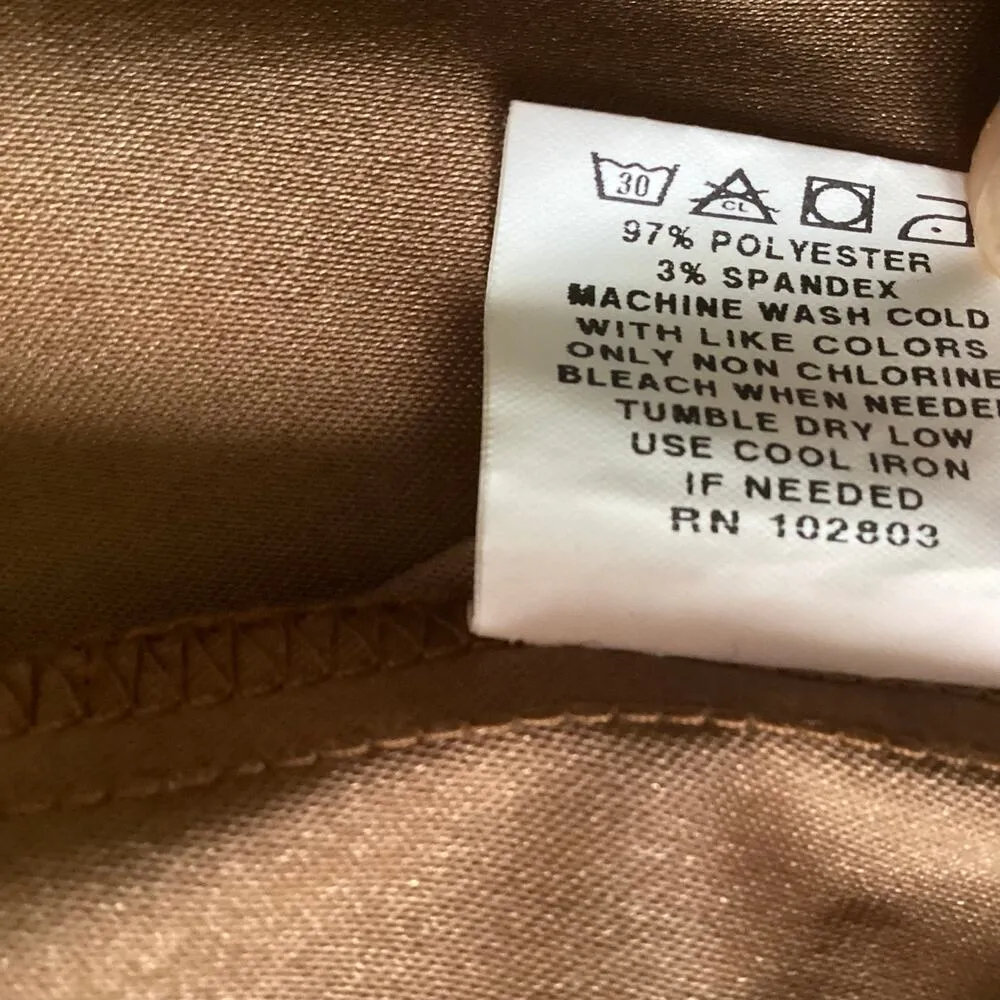 30 CL
97% POLYESTER
3% SPANDEX
MACHINE WASH COLD
WITH LIKE COLORS
ONLY NON CHLORINE
BLEACH WHEN NEEDED
TUMBLE DRY LOW
USE COOL IRON
IF NEEDED
RN 102803